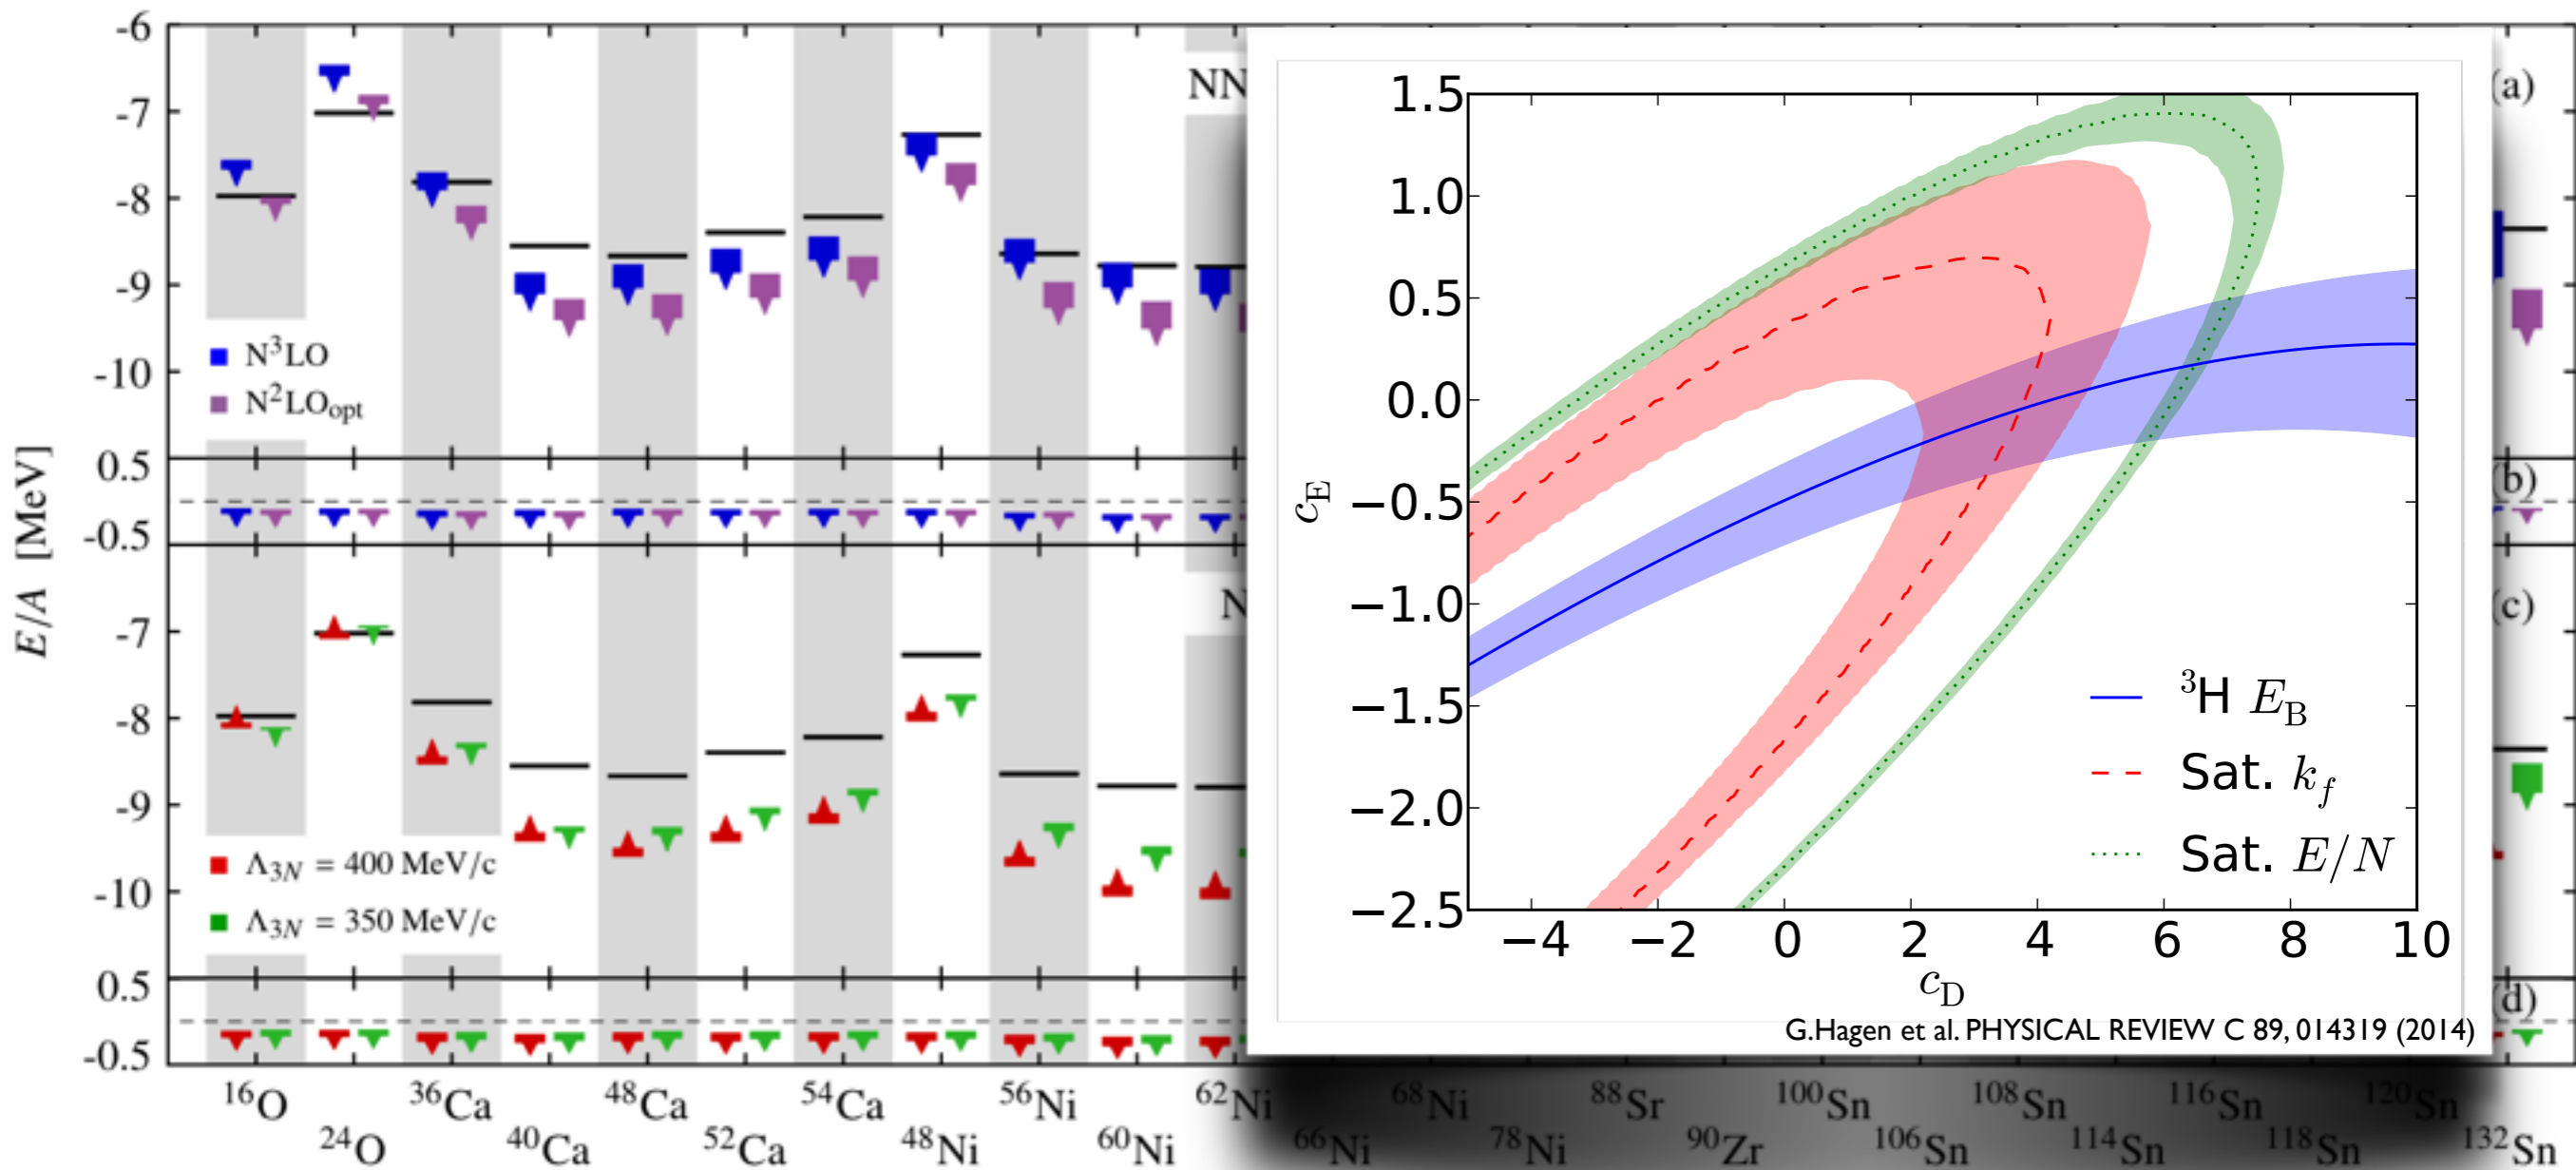 -6
-7
-8
-9
-10
0.5
-0.5
-7
-8
-9
-10
0.5
-0.5
E/A [MeV]
N³LO
N²LOopt
Λ3N = 400 MeV/c
Λ3N = 350 MeV/c
NN
N
(a)
(b)
(c)
(d)
¹⁶O ³⁶Ca ⁴⁸Ca ⁵⁴Ca ⁵⁶Ni ⁶²Ni ⁶⁸Ni ⁸⁸Sr ¹⁰⁰Sn ¹⁰⁸Sn ¹¹⁶Sn ¹²⁰Sn
²⁴O ⁴⁰Ca ⁵²Ca ⁴⁸Ni ⁶⁰Ni ⁶⁶Ni ⁷⁸Ni ⁹⁰Zr ¹⁰⁶Sn ¹¹⁴Sn ¹¹⁸Sn ¹³²Sn
1.5
1.0
0.5
0.0
−0.5
−1.0
−1.5
−2.0
−2.5
cE
³H EB
Sat. kf
Sat. E/N
−4 −2 0 2 4 6 8 10
cD
G.Hagen et al. PHYSICAL REVIEW C 89, 014319 (2014)